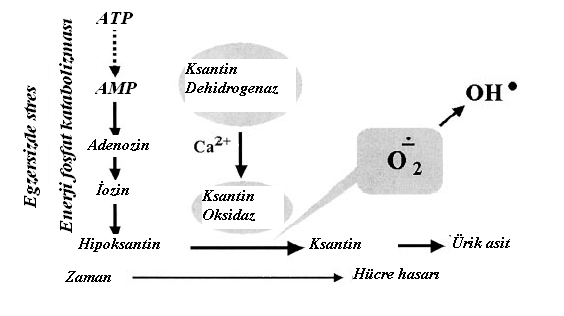 Egzersizde stres
Enerji fosfat katabolizması
ATP
AMP
Adenozin
İozin
Hipoksantin
Ksantin
Dehidrogenaz
Ca2+
Ksantin
Oksidaz
O2∸
OH•
Ksantin
Ürik asit
Zaman
Hücre hasarı